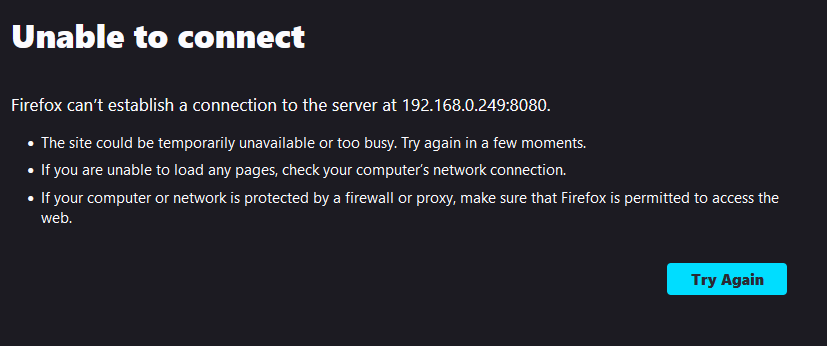 Unable to connect
Firefox can’t establish a connection to the server at 192.168.0.249:8080.
• The site could be temporarily unavailable or too busy. Try again in a few moments.
• If you are unable to load any pages, check your computer’s network connection.
• If your computer or network is protected by a firewall or proxy, make sure that Firefox is permitted to access the
web.
Try Again